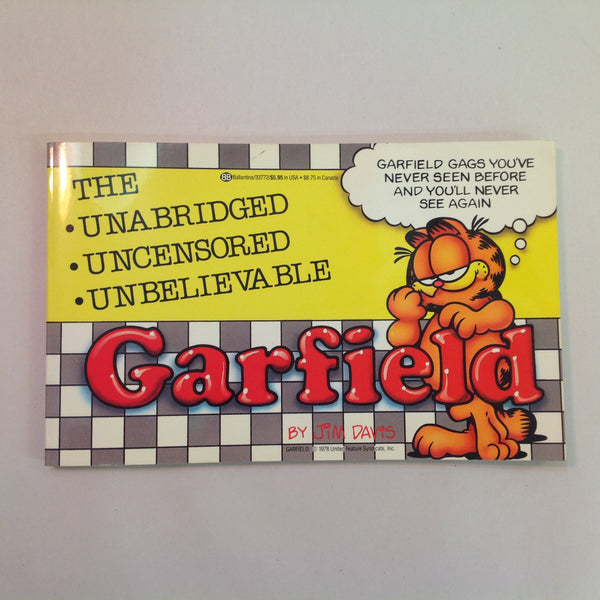 THE
• UNABRIDGED
• UNCENSORED
• UNBELIEVABLE
BB Ballantine/33772/$5.95 in USA • $8.75 in Canada
GARFIELD GAGS YOU'VE
NEVER SEEN BEFORE
AND YOU'LL NEVER
SEE AGAIN
Garfield
BY JiM DAViS
GARFIELD: © 1978 United Feature Syndicate, Inc.